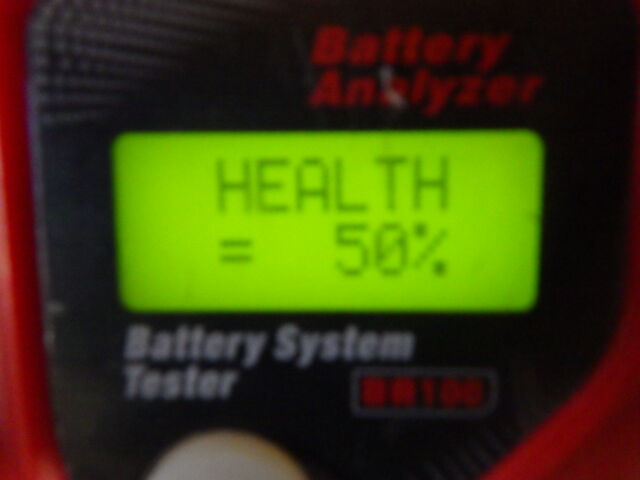 Battery
Analyzer
HEALTH
= 50%
Battery System
Tester